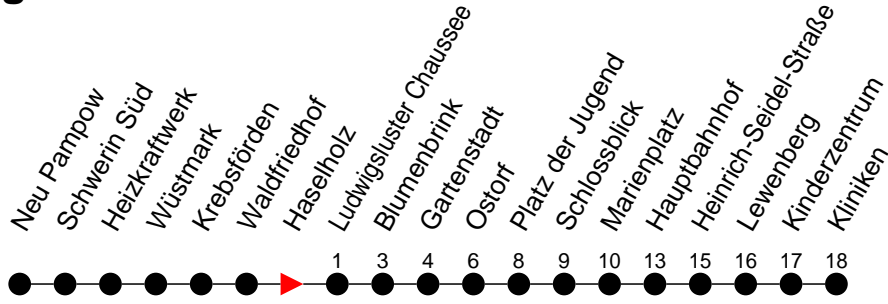 Neu Pampow
Schwerin Süd
Heizkraftwerk
Wüstmark
Krebsförden
Waldfriedhof
Haselholz
Ludwigsluster Chaussee
Blumenbrink
Gartenstadt
Ostorf
Platz der Jugend
Schlossblick
Marienplatz
Hauptbahnhof
Heinrich-Seidel-Straße
Lewenberg
Kinderzentrum
Kliniken
1 3 4 6 8 9 10 13 15 16 17 18